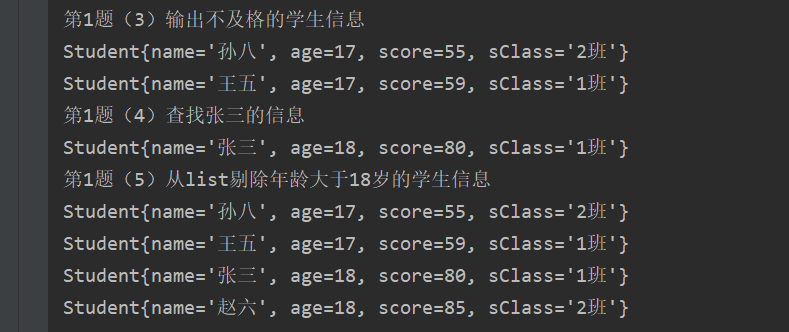 第1题（3）输出不及格的学生信息
Student{name='孙八', age=17, score=55, sClass='2班'}
Student{name='王五', age=17, score=59, sClass='1班'}
第1题（4）查找张三的信息
Student{name='张三', age=18, score=80, sClass='1班'}
第1题（5）从list剔除年龄大于18岁的学生信息
Student{name='孙八', age=17, score=55, sClass='2班'}
Student{name='王五', age=17, score=59, sClass='1班'}
Student{name='张三', age=18, score=80, sClass='1班'}
Student{name='赵六', age=18, score=85, sClass='2班'}